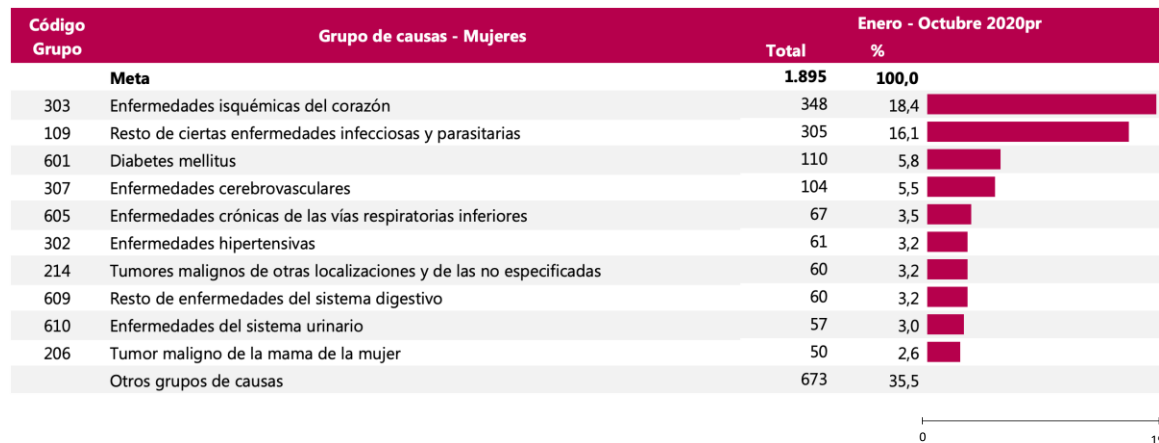 Código Grupo Grupo de causas - Mujeres Enero - Octubre 2020pr
Total %
Meta 1.895 100,0
303 Enfermedades isquémicas del corazón 348 18,4
109 Resto de ciertas enfermedades infecciosas y parasitarias 305 16,1
601 Diabetes mellitus 110 5,8
307 Enfermedades cerebrovasculares 104 5,5
605 Enfermedades crónicas de las vías respiratorias inferiores 67 3,5
302 Enfermedades hipertensivas 61 3,2
214 Tumores malignos de otras localizaciones y de las no especificadas 60 3,2
609 Resto de enfermedades del sistema digestivo 60 3,2
610 Enfermedades del sistema urinario 57 3,0
206 Tumor maligno de la mama de la mujer 50 2,6
Otros grupos de causas 673 35,5
0